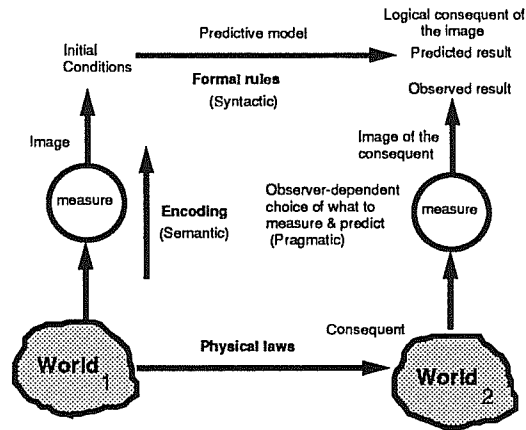 Logical consequent of
the image
Predictive model
Predicted result
Initial
Conditions
Formal rules
(Syntactic)
Observed result
Image
Image of the
consequent
measure
Encoding
(Semantic)
Observer-dependent
choice of what to
measure & predict
(Pragmatic)
measure
Consequent
Physical laws
World 1
World 2